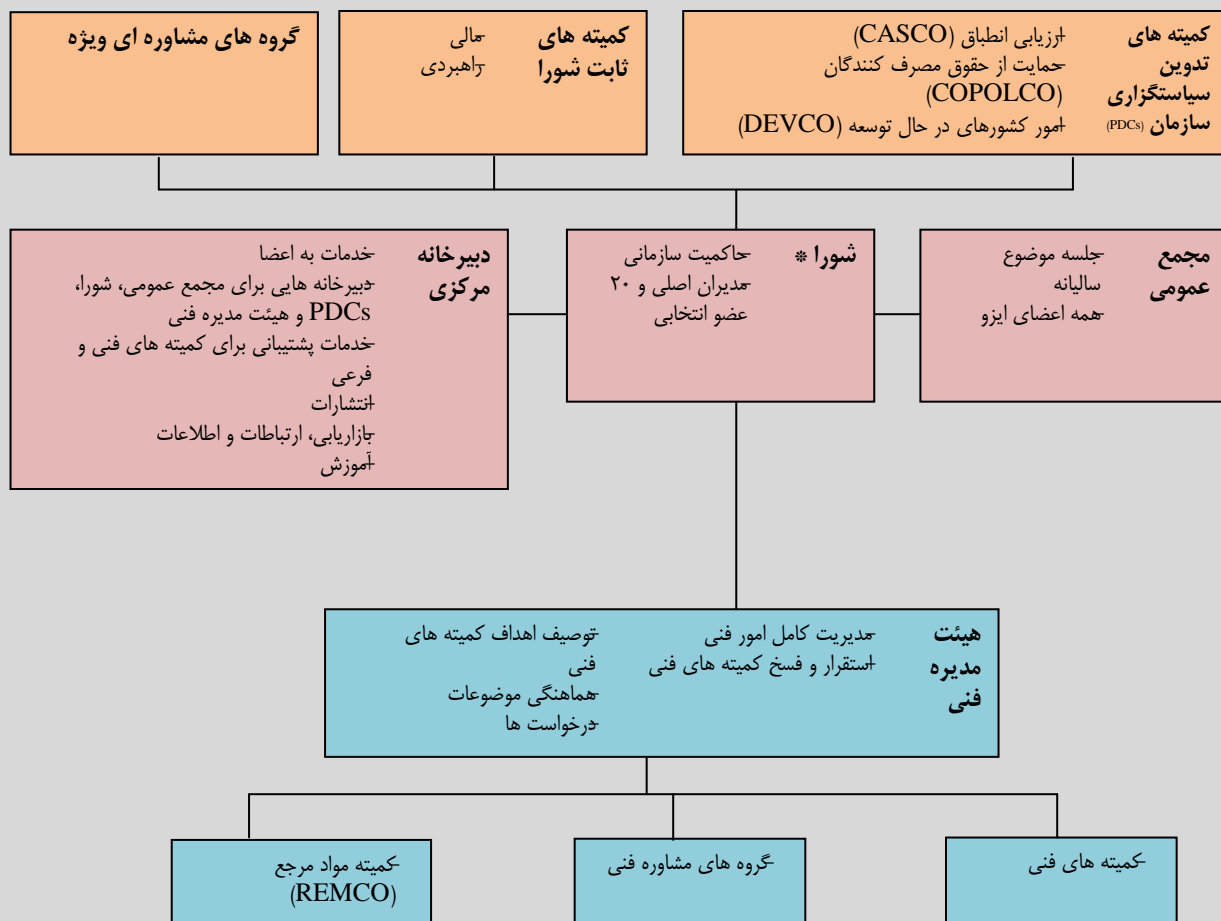 کمیته های
تدوین
سیاستگزاری
سازمان (PDCs)
-ارزیابی انطباق (CASCO)
-حمایت از حقوق مصرف کنندگان
(COPOLCO)
-امور کشورهای در حال توسعه (DEVCO)
کمیته های
ثابت شورا
-مالی
-راهبردی
گروه های مشاوره ای ویژه
مجمع
عمومی
-جلسه موضوع
سالیانه
-همه اعضای ایزو
شورا *
-حاکمیت سازمانی
-مدیران اصلی و ۲۰
عضو انتخابی
دبیرخانه
مرکزی
-خدمات به اعضا
-دبیرخانه هایی برای مجمع عمومی، شورا،
PDCs و هیئت مدیره فنی
-خدمات پشتیبانی برای کمیته های فنی و
فرعی
-انتشارات
-بازاریابی، ارتباطات و اطلاعات
-آموزش
هیئت
مدیره
فنی
-مدیریت کامل امور فنی
-استقرار و فسخ کمیته های فنی
-توصیف اهداف کمیته های
فنی
-هماهنگی موضوعات
-درخواست ها
-کمیته های فنی
-گروه های مشاوره فنی
-کمیته مواد مرجع
(REMCO)